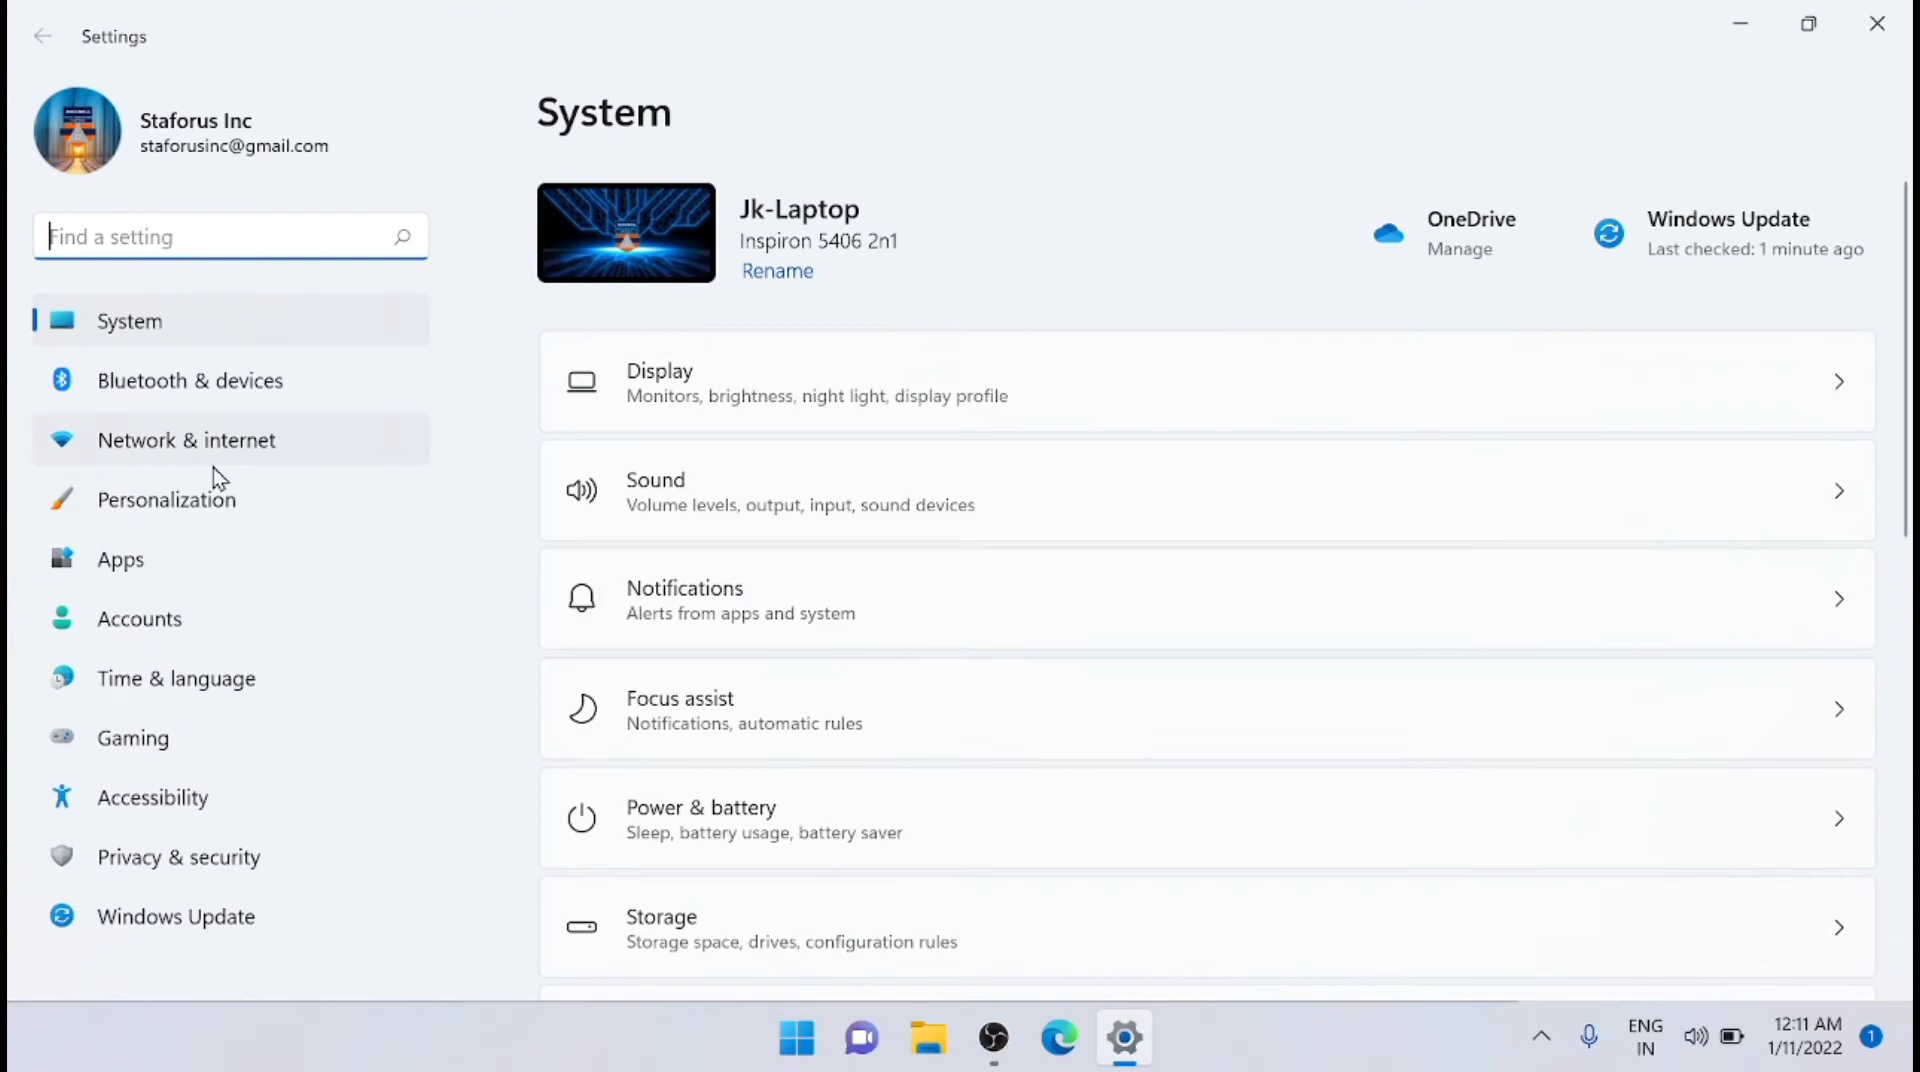 Settings
Staforus Inc
staforusinc@gmail.com
Find a setting
System
Bluetooth & devices
Network & internet
Personalization
Apps
Accounts
Time & language
Gaming
Accessibility
Privacy & security
Windows Update
System
Jk-Laptop
Inspiron 5406 2n1
Rename
OneDrive
Manage
Windows Update
Last checked: 1 minute ago
Display
Monitors, brightness, night light, display profile
Sound
Volume levels, output, input, sound devices
Notifications
Alerts from apps and system
Focus assist
Notifications, automatic rules
Power & battery
Sleep, battery usage, battery saver
Storage
Storage space, drives, configuration rules
ENG
IN
12:11 AM
1/11/2022
1